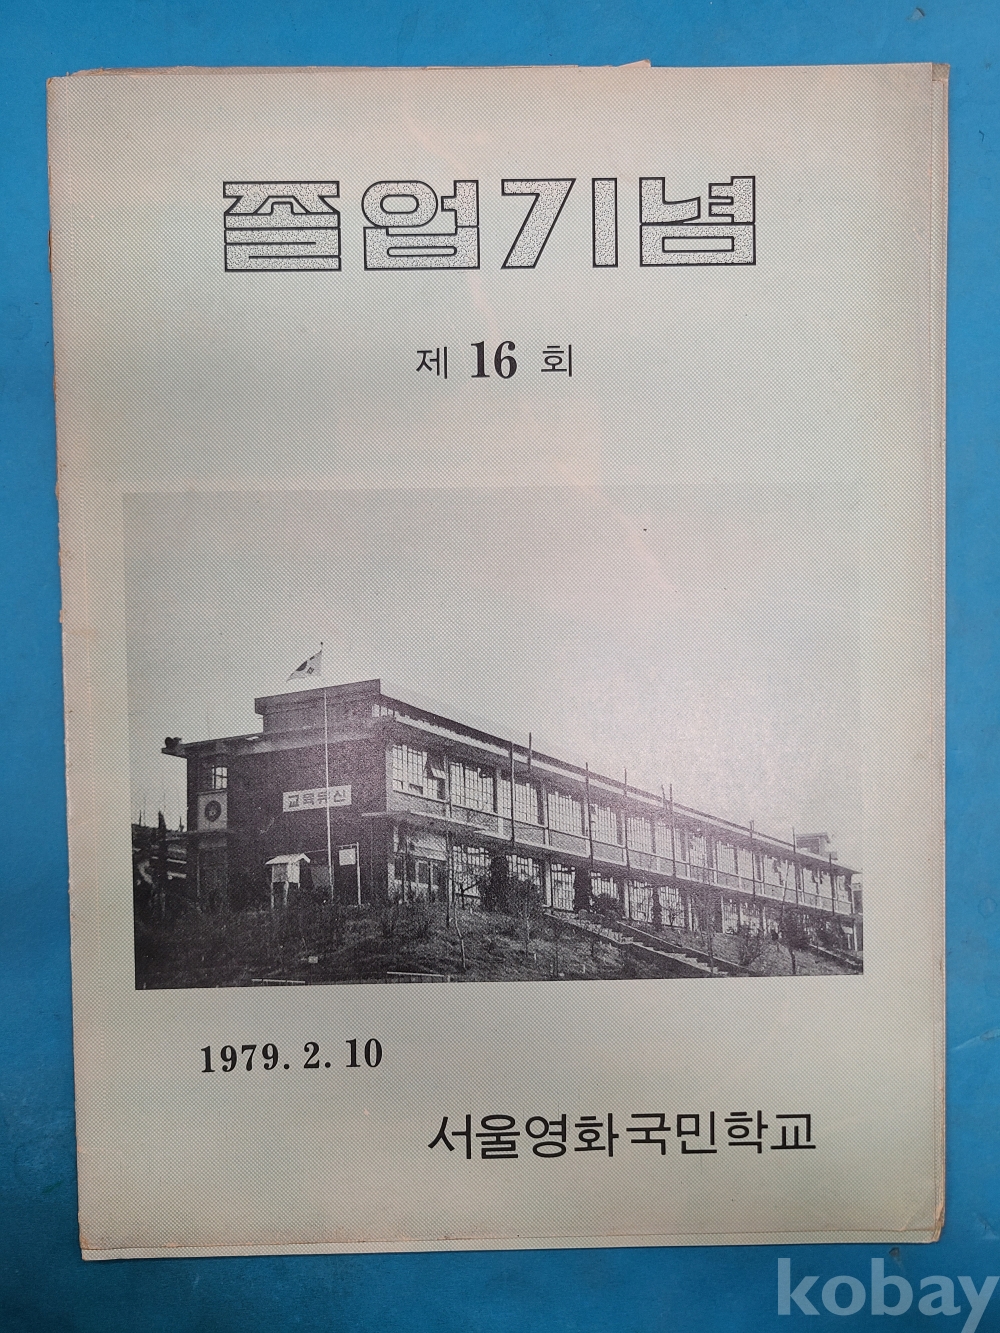 졸업기념
제 16 회
교육유신
1979. 2. 10
서울영화국민학교
kobay